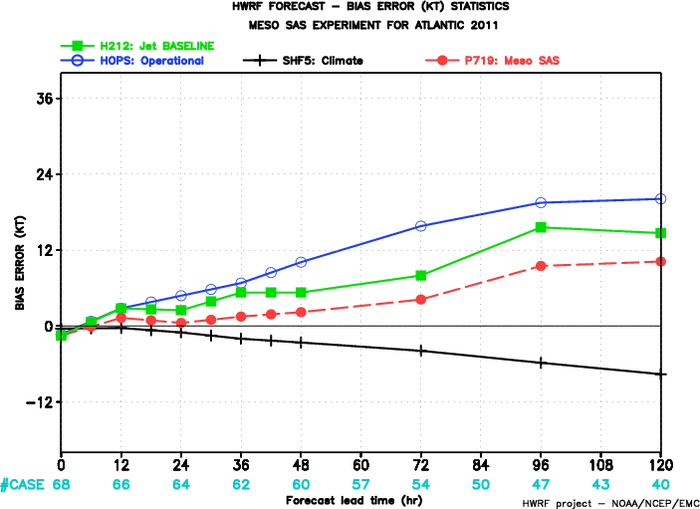 HWRF FORECAST - BIAS ERROR (KT) STATISTICS
MESO SAS EXPERIMENT FOR ATLANTIC 2011
H212: Jet BASELINE
HOPS: Operational SHF5: Climate P719: Meso SAS
36
24
12
0
-12
BIAS ERROR (KT)
0 12 24 36 48 60 72 84 96 108 120
#CASE 68 66 64 62 60 57 54 50 47 43 40
Forecast lead time (hr)
HWRF project - NOAA/NCEP/EMC